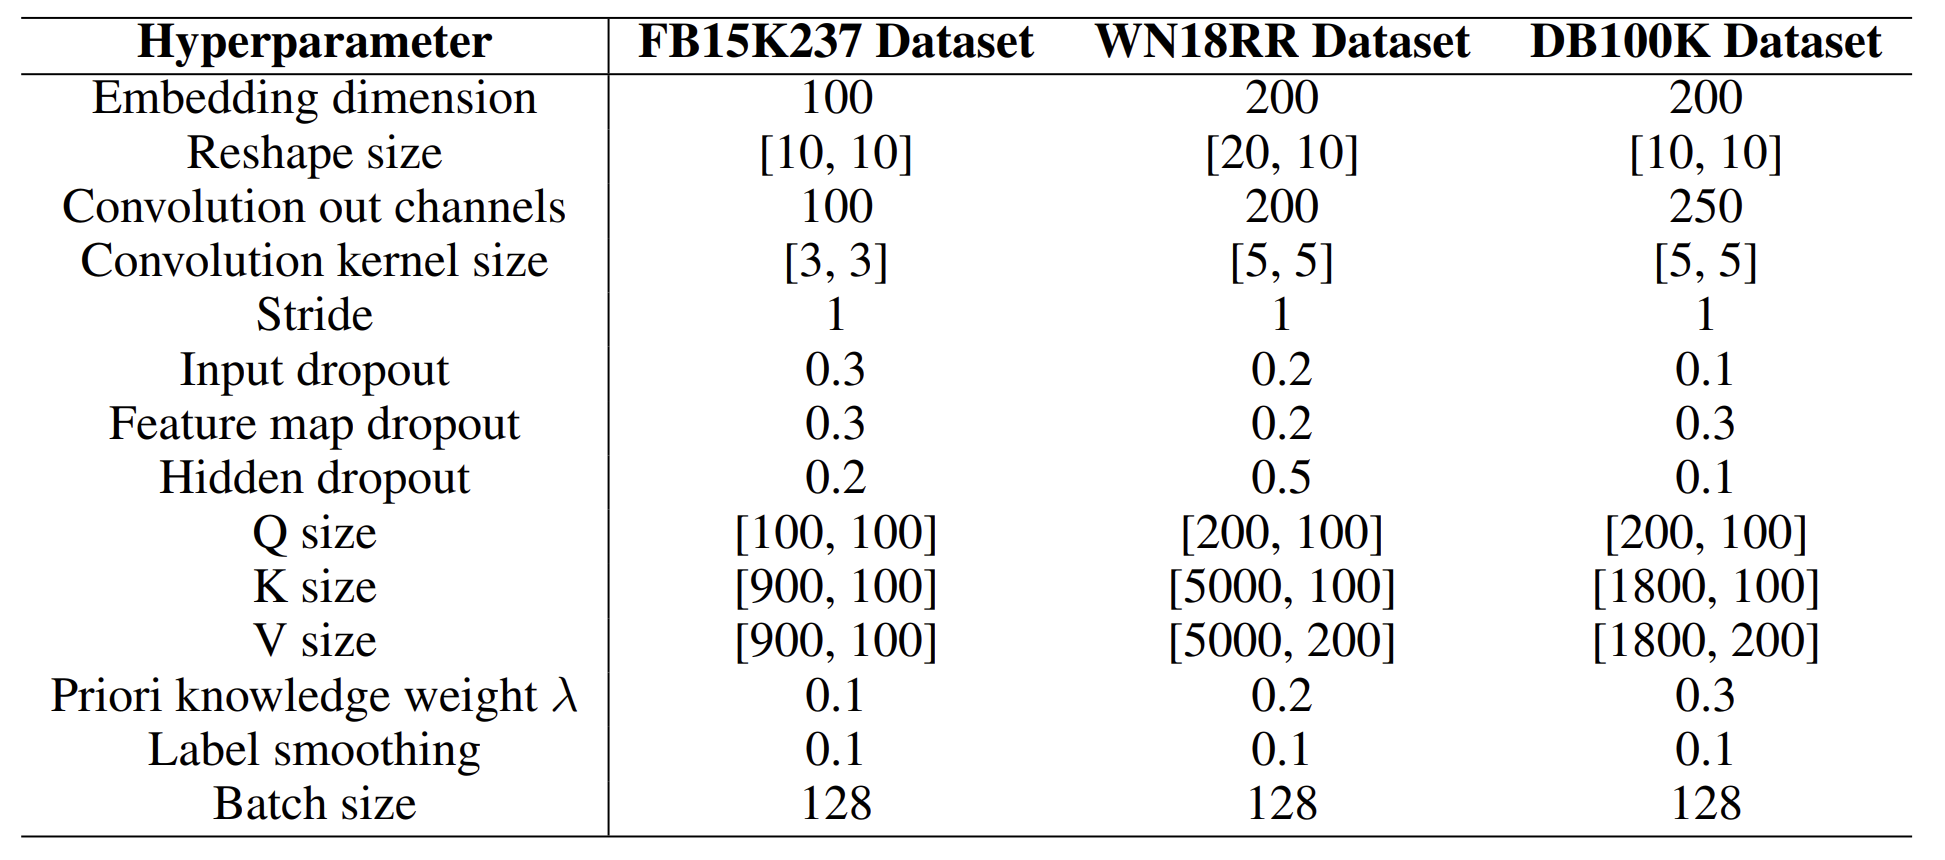 Hyperparameter FB15K237 Dataset WN18RR Dataset DB100K Dataset
Embedding dimension 100 200 200
Reshape size [10, 10] [20, 10] [10, 10]
Convolution out channels 100 200 250
Convolution kernel size [3, 3] [5, 5] [5, 5]
Stride 1 1 1
Input dropout 0.3 0.2 0.1
Feature map dropout 0.3 0.2 0.3
Hidden dropout 0.2 0.5 0.1
Q size [100, 100] [200, 100] [200, 100]
K size [900, 100] [5000, 100] [1800, 100]
V size [900, 100] [5000, 200] [1800, 200]
Priori knowledge weight λ 0.1 0.2 0.3
Label smoothing 0.1 0.1 0.1
Batch size 128 128 128